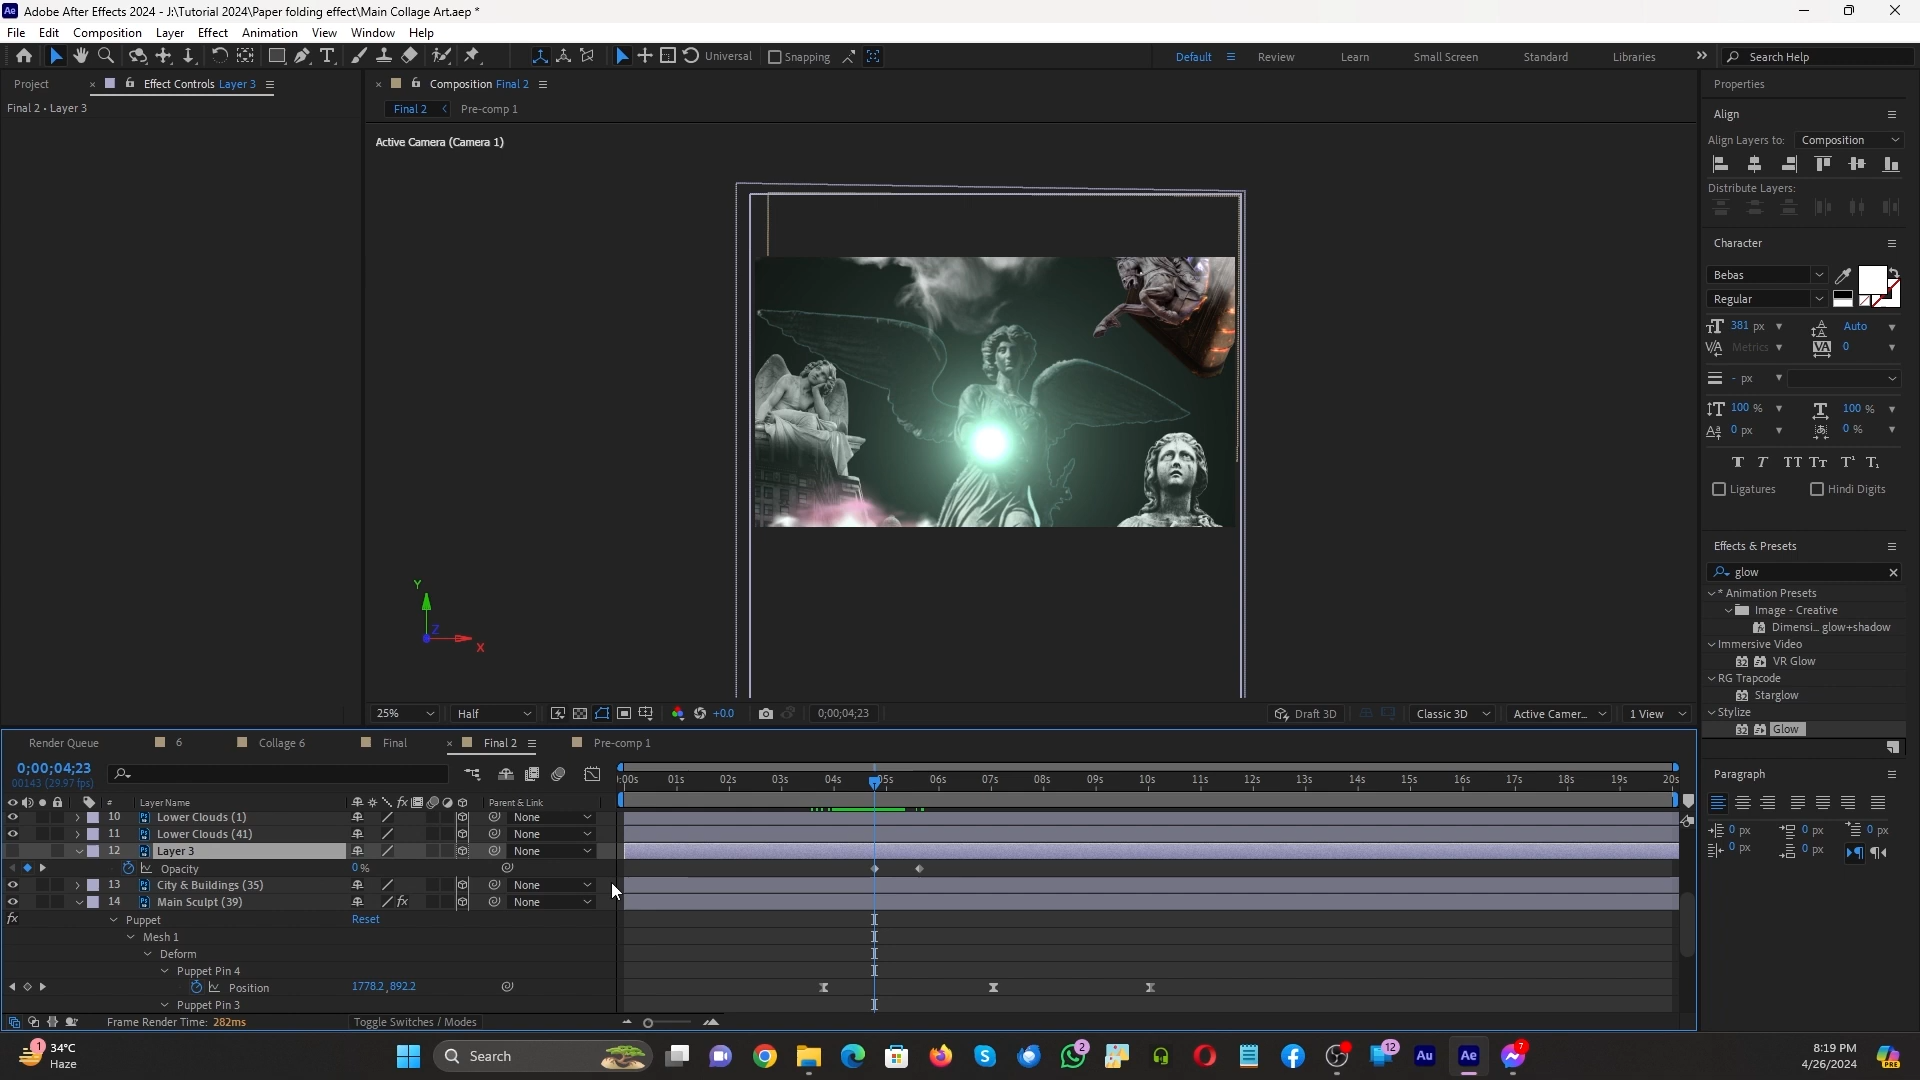 Adobe After Effects 2024 - J:\Tutorial 2024\Paper folding effect\Main Collage Art.aep *
File Edit Composition Layer Effect Animation View Window Help
Universal Snapping Default Review Learn Small Screen Standard Libraries Search Help
Project Effect Controls Layer 3
Final 2 • Layer 3
Composition Final 2
Final 2 Pre-comp 1
Active Camera (Camera 1)
Y
Z
X
25% Half +0.0 0;00;04;23 Draft 3D Classic 3D Active Camer... 1 View
Properties
Align
Align Layers to: Composition
Distribute Layers:
Character
Bebas
Regular
381 px Auto
Metrics 0
- px
100 % 100 %
0 px 0 %
Ligatures Hindi Digits
Effects & Presets
glow
* Animation Presets
Image - Creative
Dimensi... glow+shadow
Immersive Video
VR Glow
RG Trapcode
Starglow
Stylize
Glow
Paragraph
0 px 0 px 0 px
0 px 0 px
Render Queue 6 Collage 6 Final Final 2 Pre-comp 1
0;00;04;23
00143 (29.97 fps)
:00s 01s 02s 03s 04s 05s 06s 07s 08s 09s 10s 11s 12s 13s 14s 15s 16s 17s 18s 19s 20s
# Layer Name Parent & Link
10 Lower Clouds (1) None
11 Lower Clouds (41) None
12 Layer 3 None
Opacity 0 %
13 City & Buildings (35) None
14 Main Sculpt (39) None
fx Puppet Reset
Mesh 1
Deform
Puppet Pin 4
Position 1778.2,892.2
Puppet Pin 3
Frame Render Time: 282ms Toggle Switches / Modes
1 34°C
Haze
Search
2
12
Au
Ae
7
8:19 PM
4/26/2024